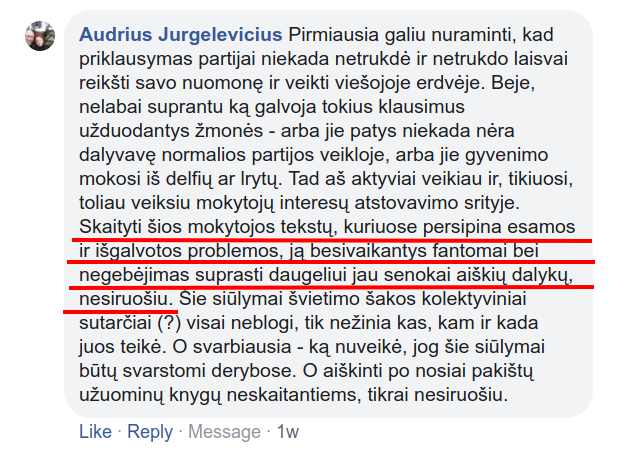 Audrius Jurgelevicius Pirmiausia galiu nuraminti, kad
priklausymas partijai niekada netrukdė ir netrukdo laisvai
reikšti savo nuomonę ir veikti viešojoje erdvėje. Beje,
nelabai suprantu ką galvoja tokius klausimus
užduodantys žmonės - arba jie patys niekada nėra
dalyvavę normalios partijos veikloje, arba jie gyvenimo
mokosi iš delfių ar lrytų. Tad aš aktyviai veikiau ir, tikiuosi,
toliau veiksiu mokytojų interesų atstovavimo srityje.
Skaityti šios mokytojos tekstų, kuriuose persipina esamos
ir išgalvotos problemos, ją besivaikantys fantomai bei
negebėjimas suprasti daugeliui jau senokai aiškių dalykų,
nesiruošiu. Šie siūlymai švietimo šakos kolektyviniai
sutarčiai (?) visai neblogi, tik nežinia kas, kam ir kada
juos teikė. O svarbiausia - ką nuveikė, jog šie siūlymai
būtų svarstomi derybose. O aiškinti po nosiai pakištų
užuominų knygų neskaitantiems, tikrai nesiruošiu.
Like · Reply · Message · 1w